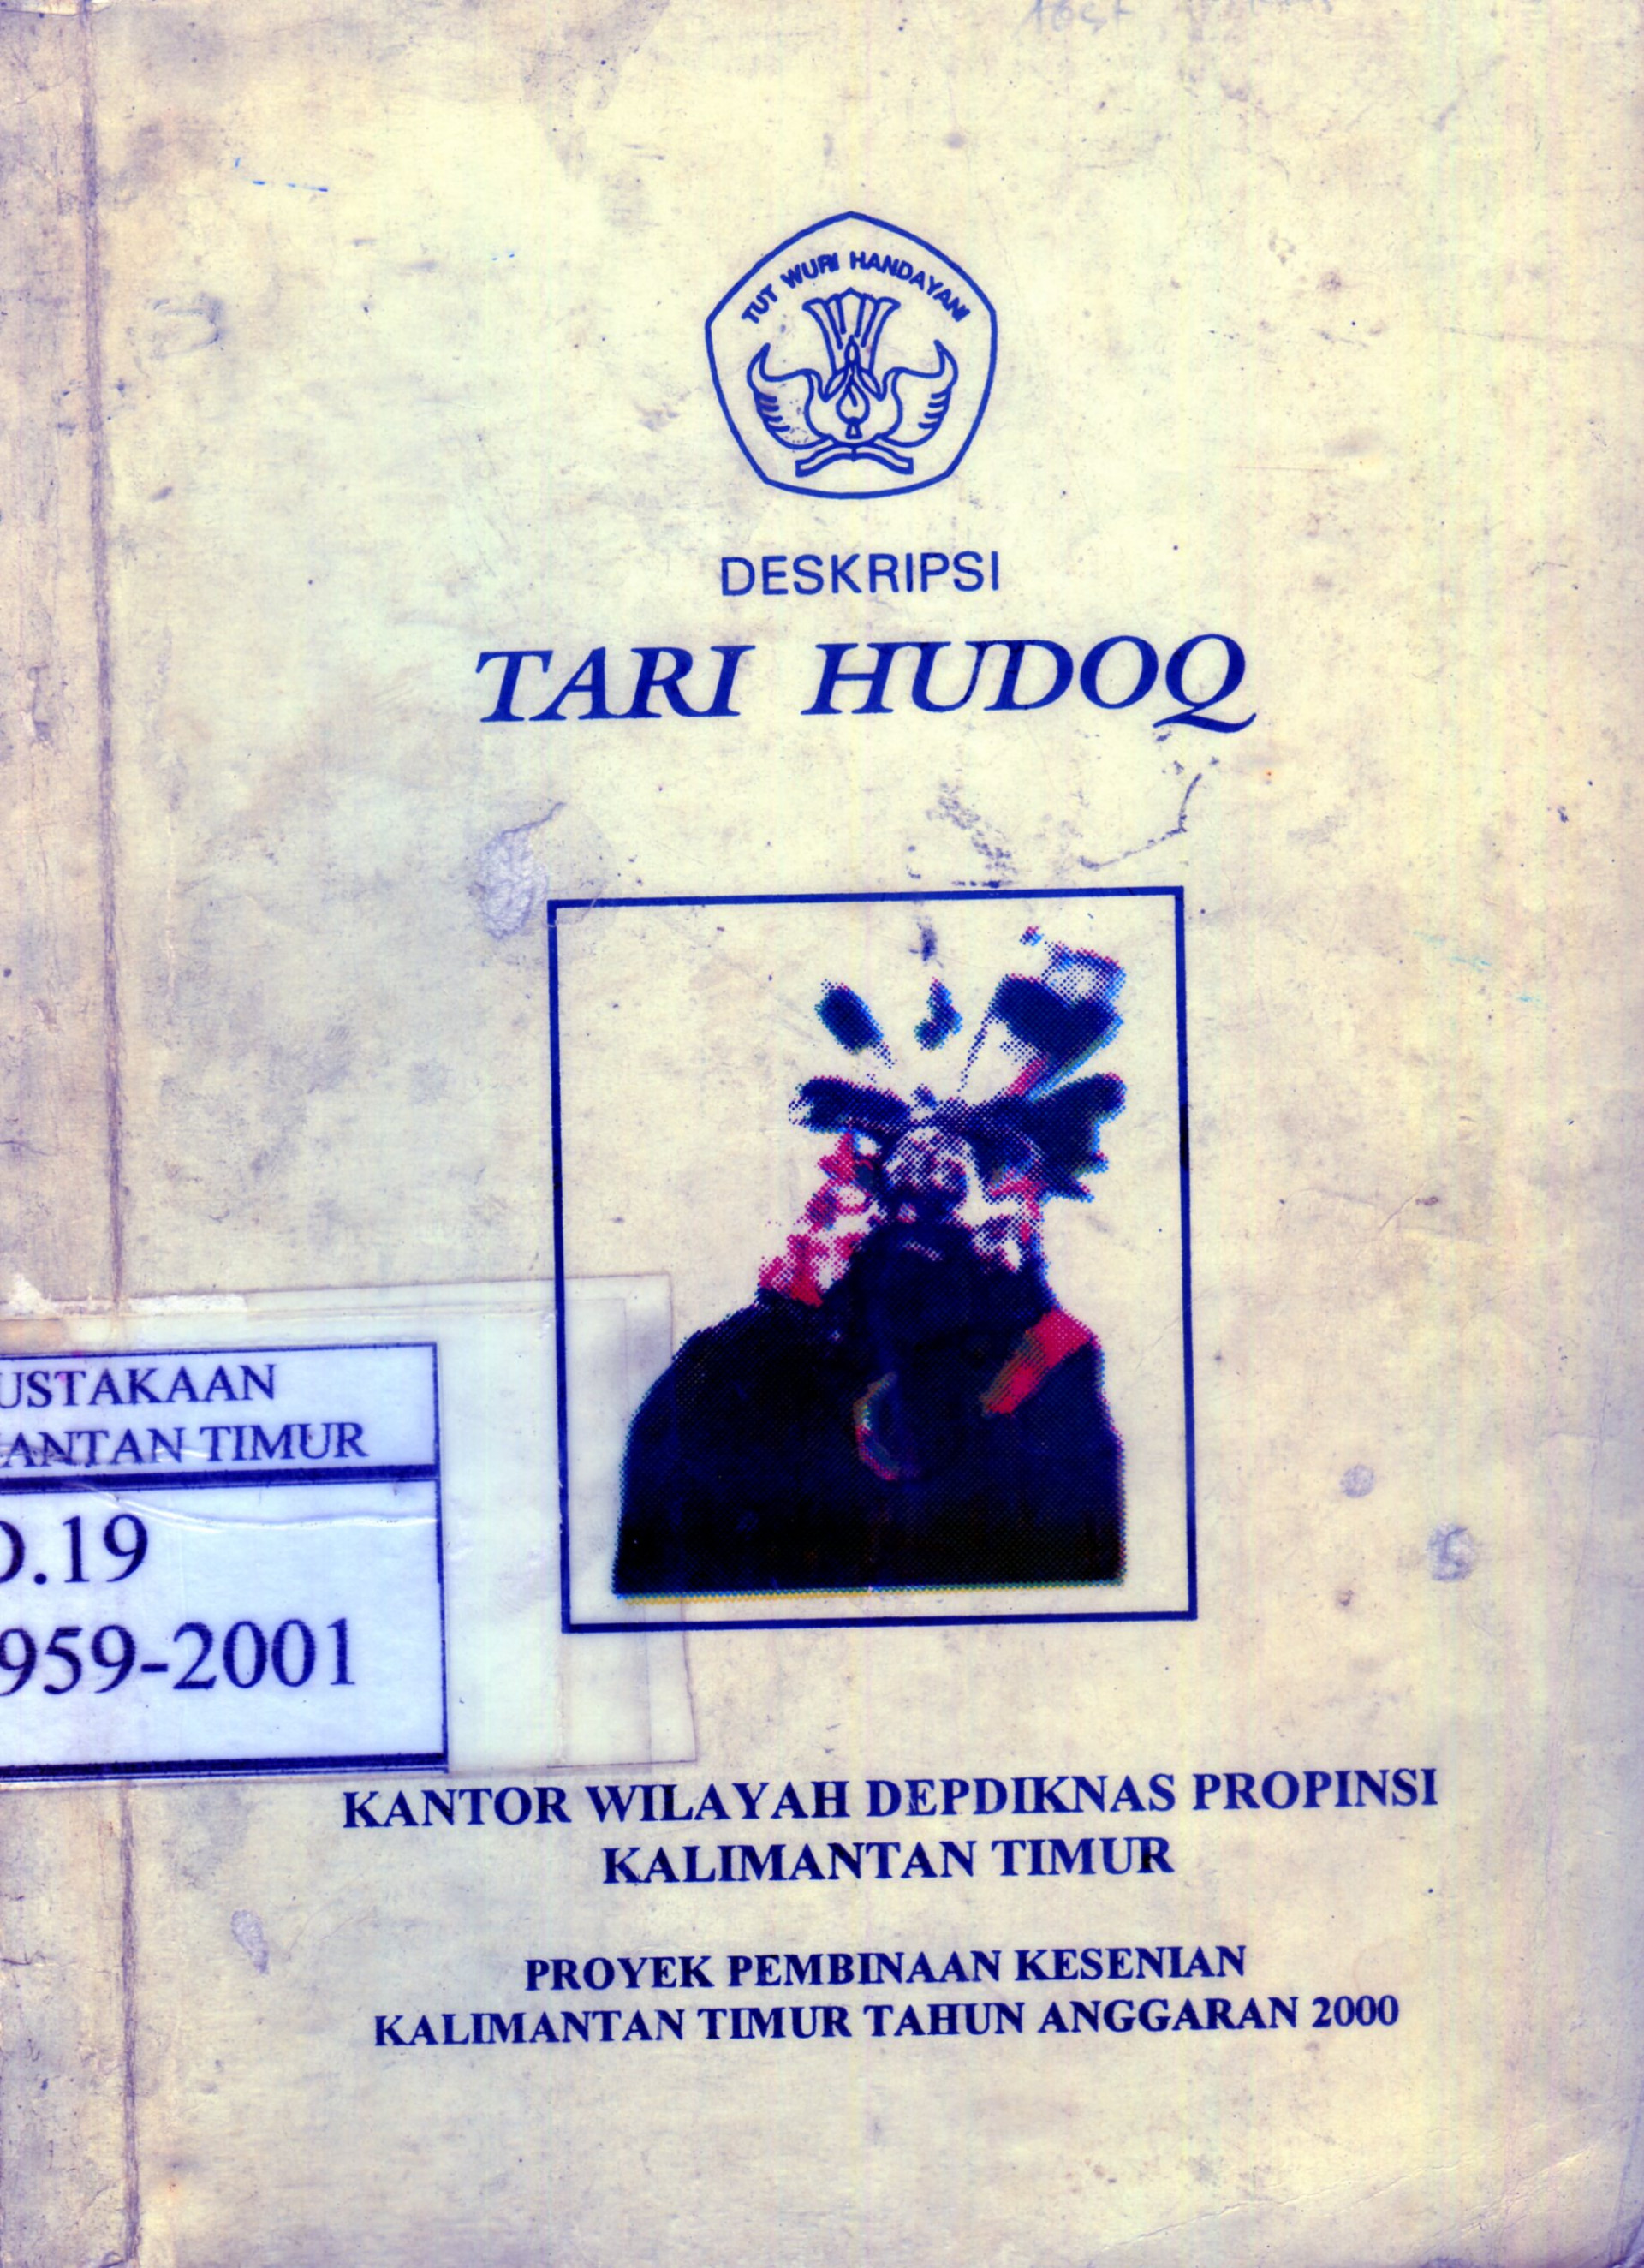 TUT WURI HANDAYANI
DESKRIPSI
TARI HUDOQ
USTAKAAN
ANTAN TIMUR
.19
959-2001
KANTOR WILAYAH DEPDIKNAS PROPINSI
KALIMANTAN TIMUR
PROYEK PEMBINAAN KESENIAN
KALIMANTAN TIMUR TAHUN ANGGARAN 2000